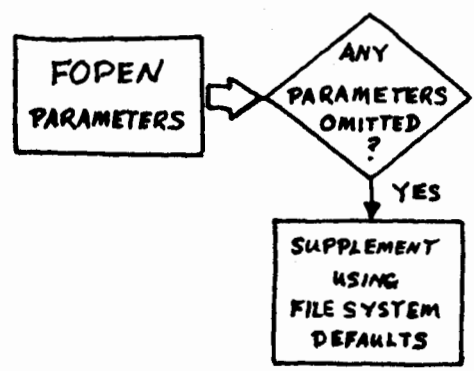 FOPEN
PARAMETERS
ANY
PARAMETERS
OMITTED
?
YES
SUPPLEMENT
USING
FILE SYSTEM
DEFAULTS